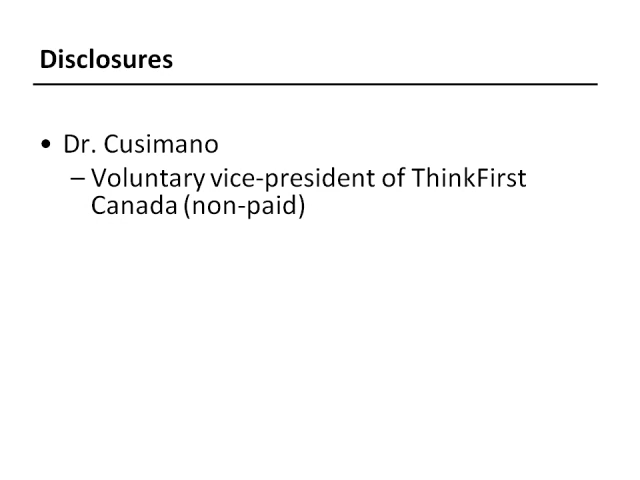 Disclosures
• Dr. Cusimano
– Voluntary vice-president of ThinkFirst
Canada (non-paid)